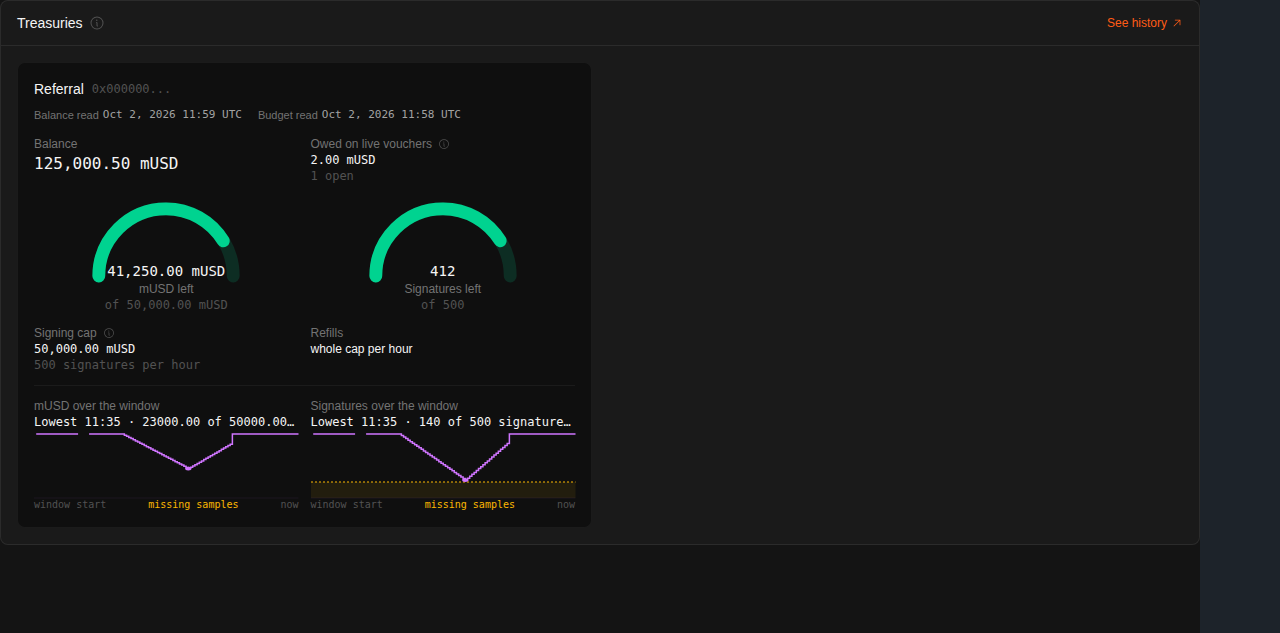 Treasuries
See history
Referral 0x000000...
Balance read Oct 2, 2026 11:59 UTC Budget read Oct 2, 2026 11:58 UTC
Balance
125,000.50 mUSD
Owed on live vouchers
2.00 mUSD
1 open
41,250.00 mUSD
mUSD left
of 50,000.00 mUSD
412
Signatures left
of 500
Signing cap
50,000.00 mUSD
500 signatures per hour
Refills
whole cap per hour
mUSD over the window
Lowest 11:35 · 23000.00 of 50000.00…
window start missing samples now
Signatures over the window
Lowest 11:35 · 140 of 500 signature…
window start missing samples now